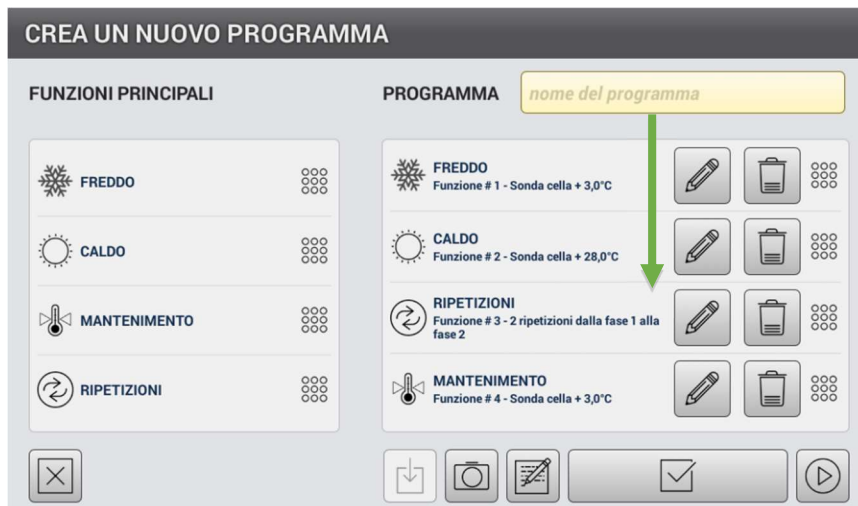 CREA UN NUOVO PROGRAMMA
FUNZIONI PRINCIPALI
FREDDO
CALDO
MANTENIMENTO
RIPETIZIONI
PROGRAMMA
nome del programma
FREDDO
Funzione # 1 - Sonda cella + 3,0°C
CALDO
Funzione # 2 - Sonda cella + 28,0°C
RIPETIZIONI
Funzione # 3 - 2 ripetizioni dalla fase 1 alla
fase 2
MANTENIMENTO
Funzione # 4 - Sonda cella + 3,0°C